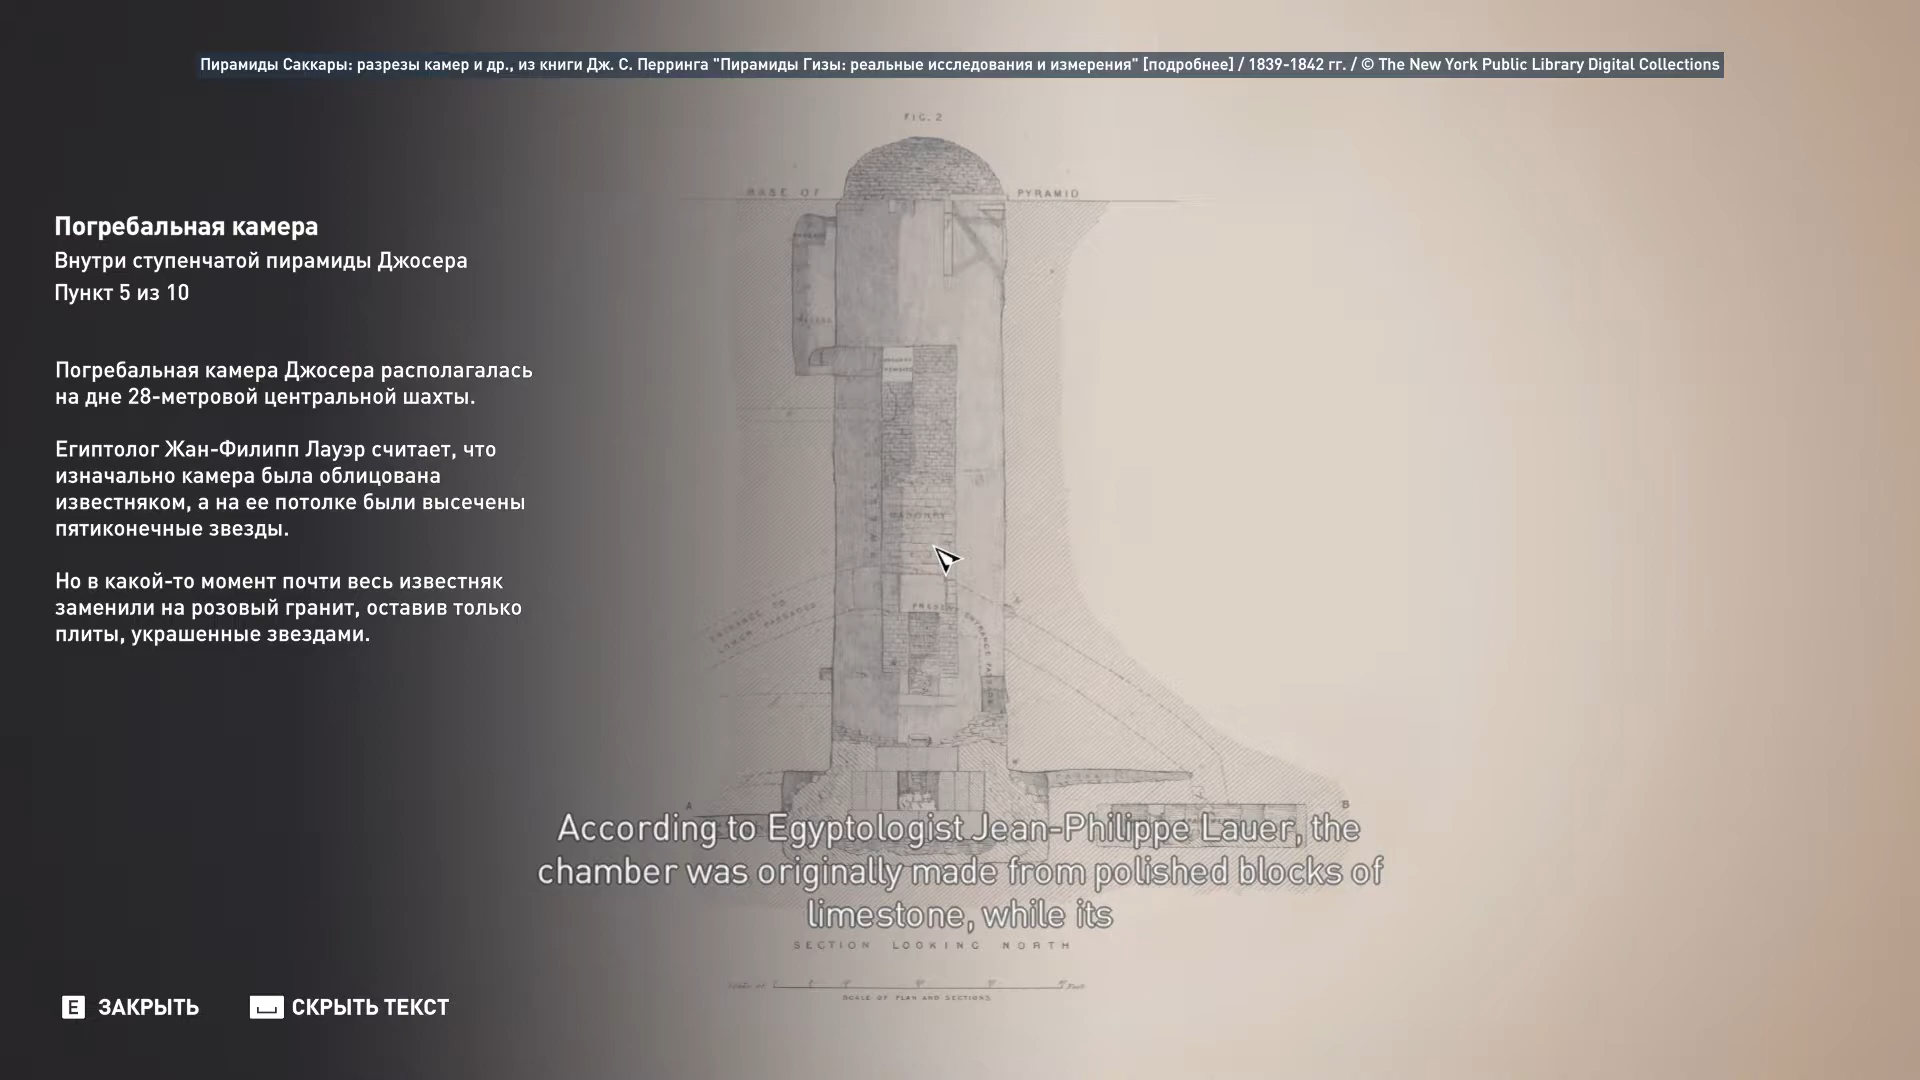 Пирамиды Саккары: разрезы камер и др., из книги Дж. С. Перринга "Пирамиды Гизы: реальные исследования и измерения" [подробнее] / 1839-1842 гг. / © The New York Public Library Digital Collections
FIG. 2
BASE OF PYRAMID
Погребальная камера
Внутри ступенчатой пирамиды Джосера
Пункт 5 из 10
Погребальная камера Джосера располагалась
на дне 28-метровой центральной шахты.
Египтолог Жан-Филипп Лауэр считает, что
изначально камера была облицована
известняком, а на ее потолке были высечены
пятиконечные звезды.
Но в какой-то момент почти весь известняк
заменили на розовый гранит, оставив только
плиты, украшенные звездами.
MASONRY
ENTRANCE TO
LOWER PASSAGES
PRESENT ENTRANCE
A
B
According to Egyptologist Jean-Philippe Lauer, the
chamber was originally made from polished blocks of
limestone, while its
SECTION LOOKING NORTH
SCALE OF PLAN AND SECTIONS
E ЗАКРЫТЬ
СКРЫТЬ ТЕКСТ